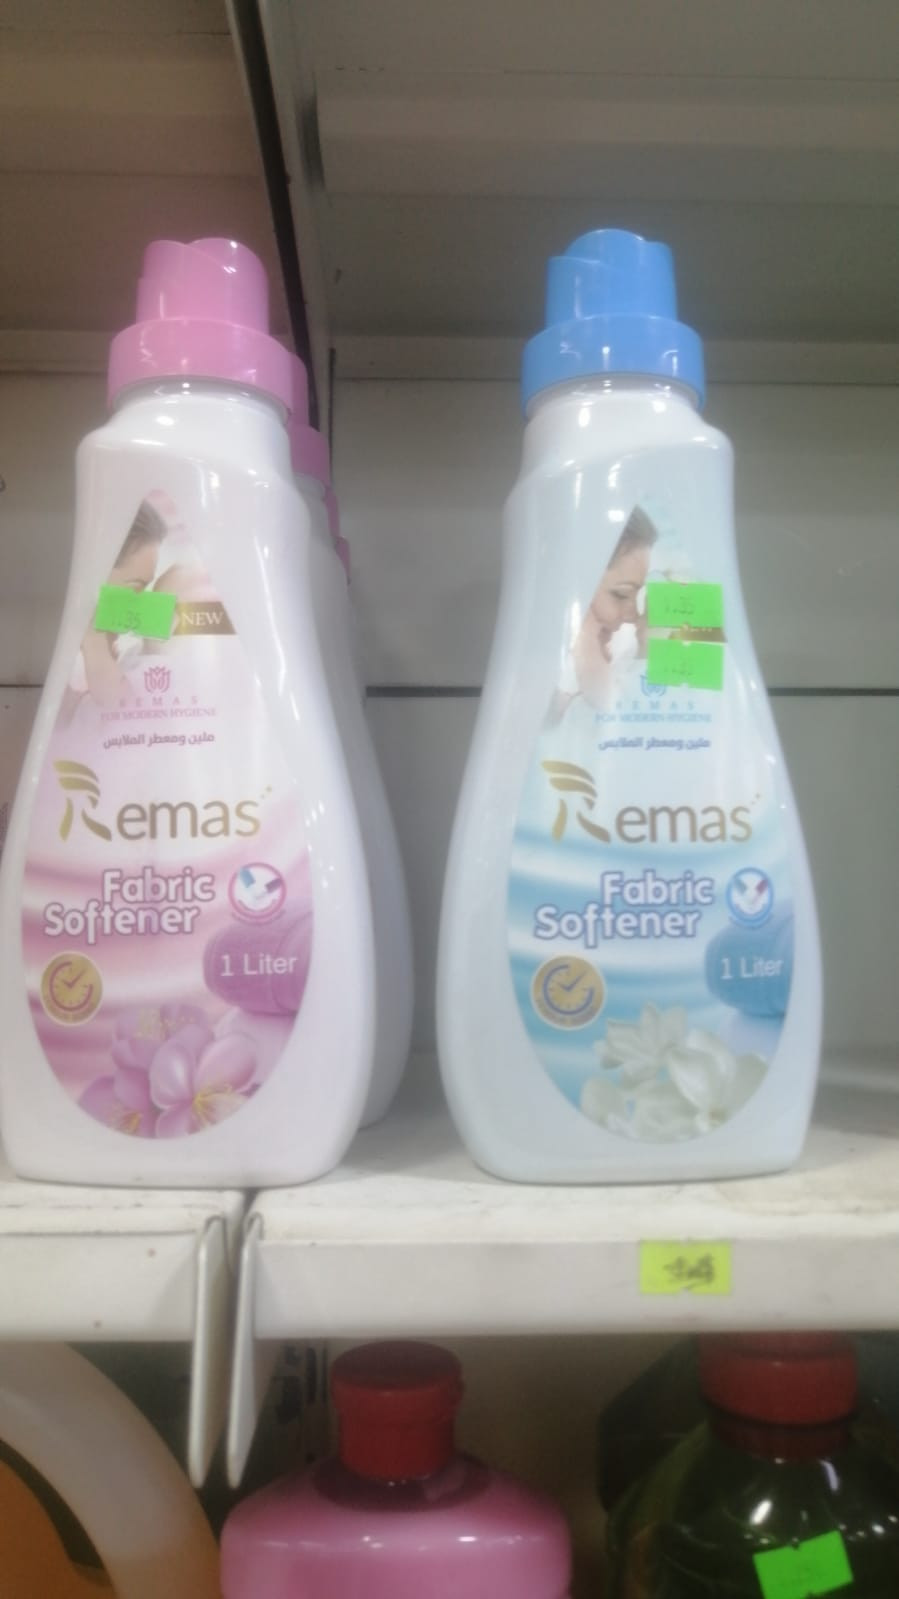 .35
NEW
REMAS
FOR MODERN HYGIENE
ملين ومعطر الملابس
Remas
Fabric
Softener
1 Liter
REMAS
FOR MODERN HYGIENE
ملين ومعطر الملابس
Remas
Fabric
Softener
1 Liter